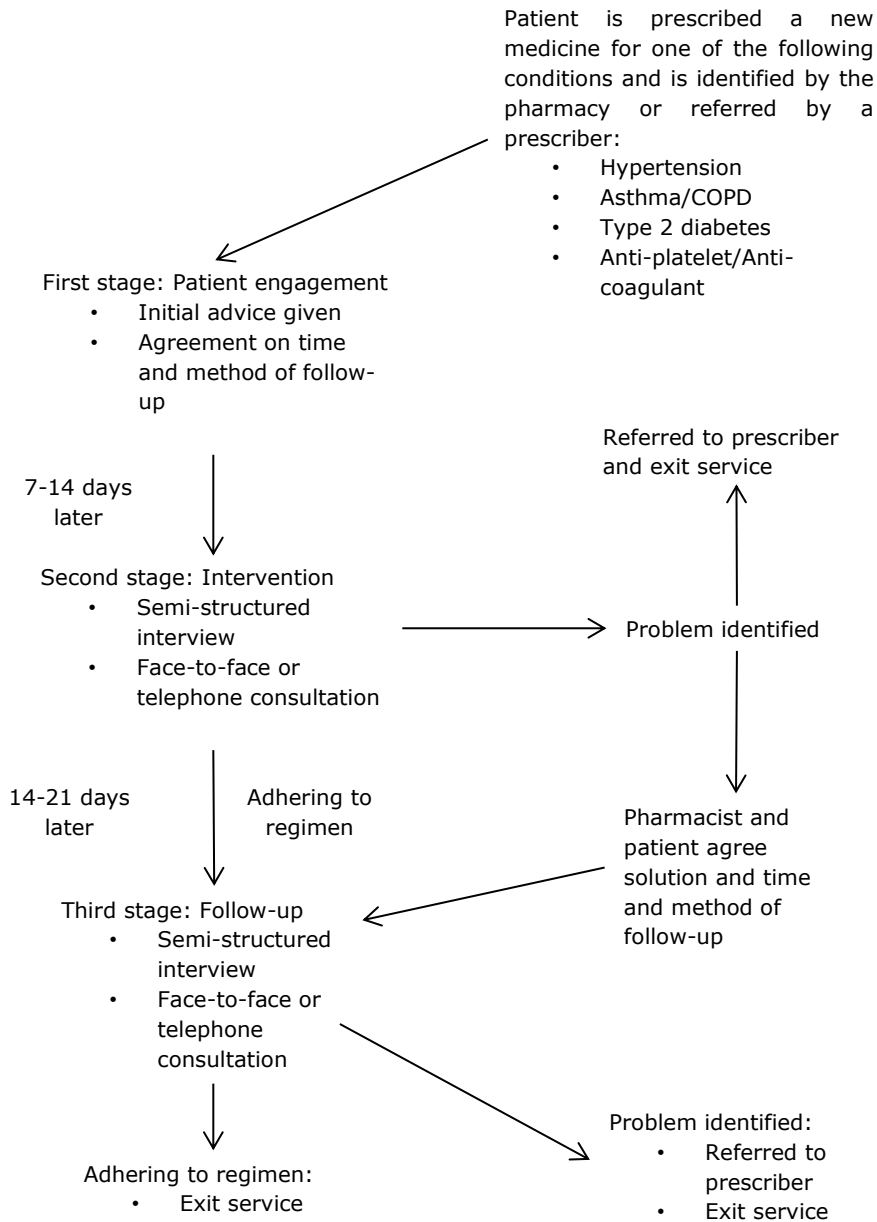 Patient is prescribed a new
medicine for one of the following
conditions and is identified by the
pharmacy or referred by a
prescriber:
• Hypertension
• Asthma/COPD
• Type 2 diabetes
• Anti-platelet/Anti-
coagulant
First stage: Patient engagement
• Initial advice given
• Agreement on time
and method of follow-
up
7-14 days
later
Referred to prescriber
and exit service
Second stage: Intervention
• Semi-structured
interview
• Face-to-face or
telephone consultation
Problem identified
14-21 days
later
Adhering to
regimen
Pharmacist and
patient agree
solution and time
and method of
follow-up
Third stage: Follow-up
• Semi-structured
interview
• Face-to-face or
telephone
consultation
Adhering to regimen:
• Exit service
Problem identified:
• Referred to
prescriber
• Exit service